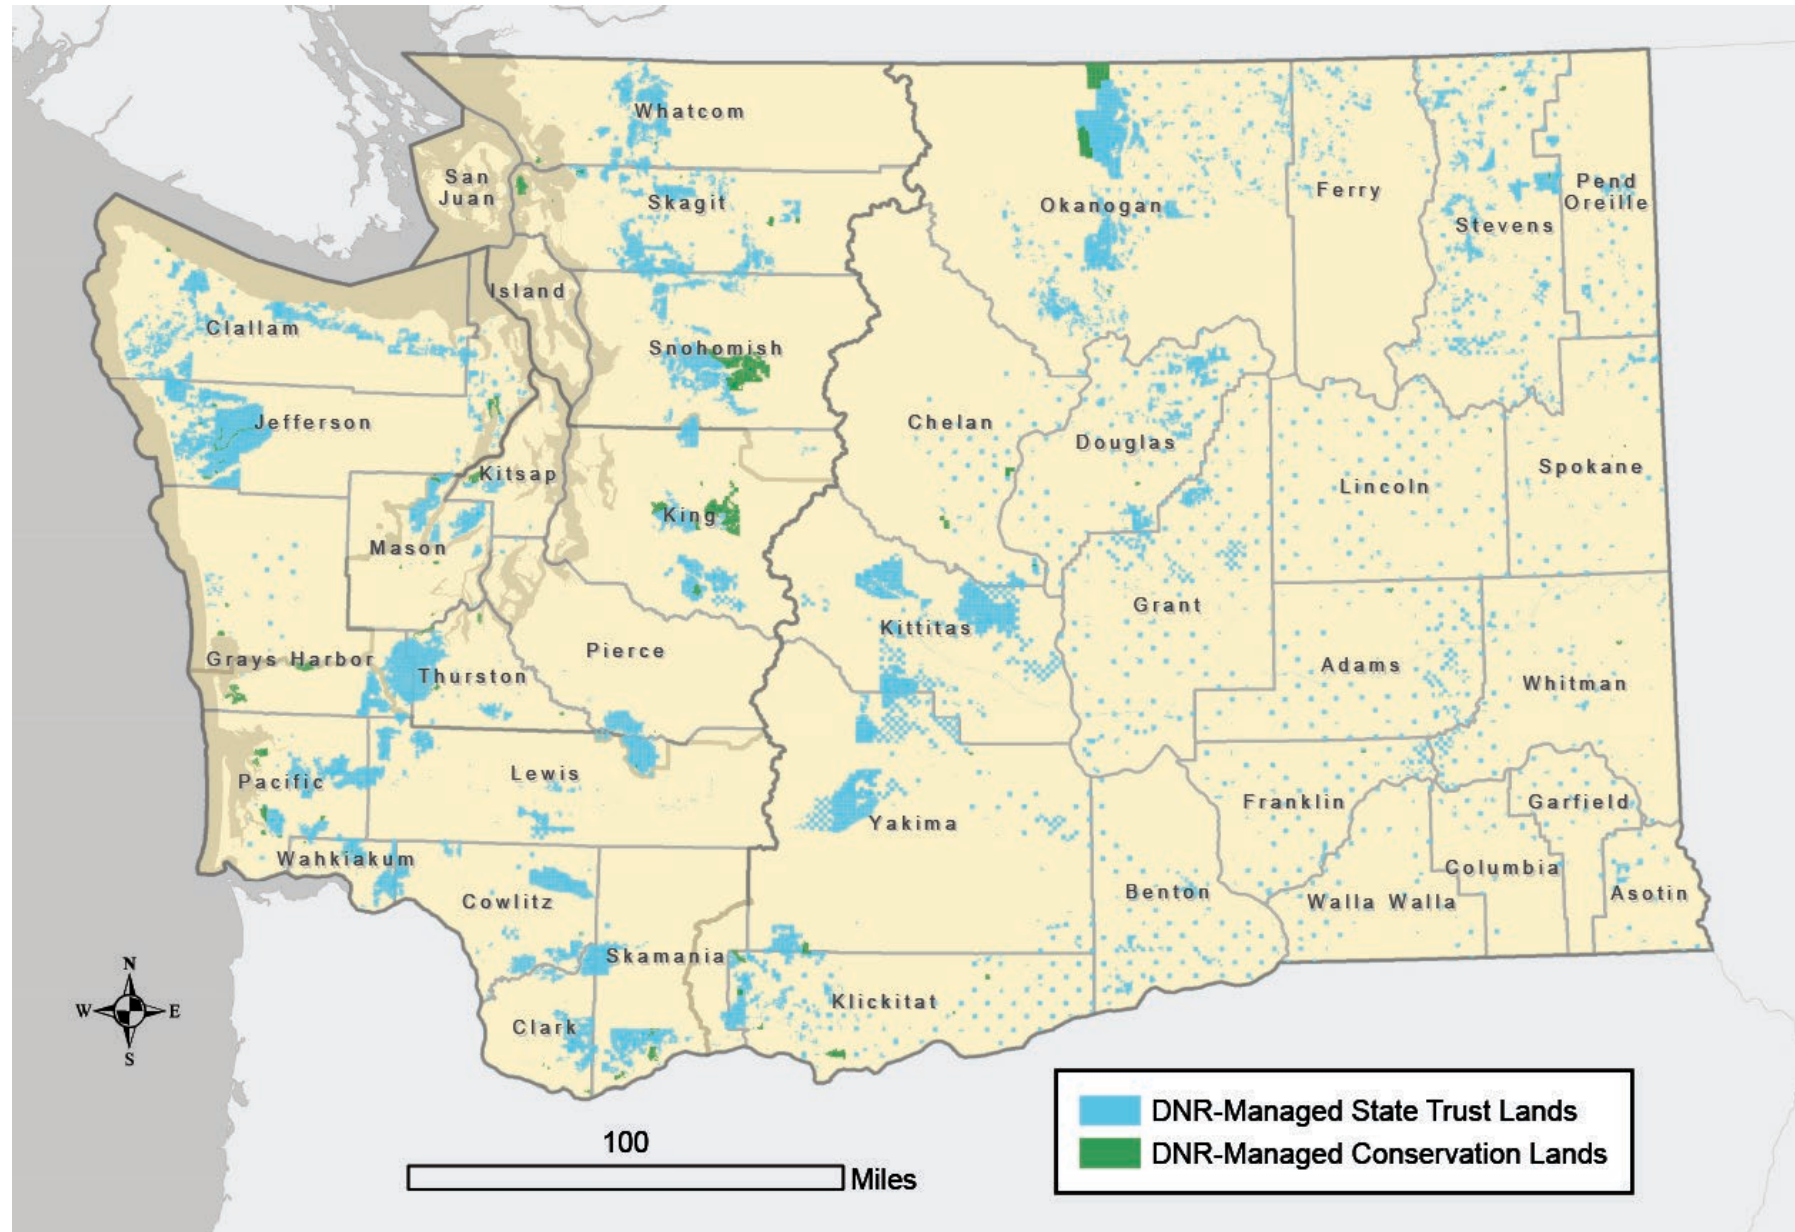 Whatcom
San
Juan
Skagit
Okanogan
Ferry
Stevens
Pend
Oreille
Island
Clallam
Snohomish
Jefferson
Chelan
Douglas
Kitsap
Lincoln
Spokane
King
Mason
Kittitas
Grant
Grays Harbor
Thurston
Pierce
Adams
Whitman
Pacific
Lewis
Yakima
Franklin
Garfield
Wahkiakum
Cowlitz
Benton
Walla Walla
Columbia
Asotin
Skamania
Klickitat
Clark
N
W
E
S
100
Miles
DNR-Managed State Trust Lands
DNR-Managed Conservation Lands